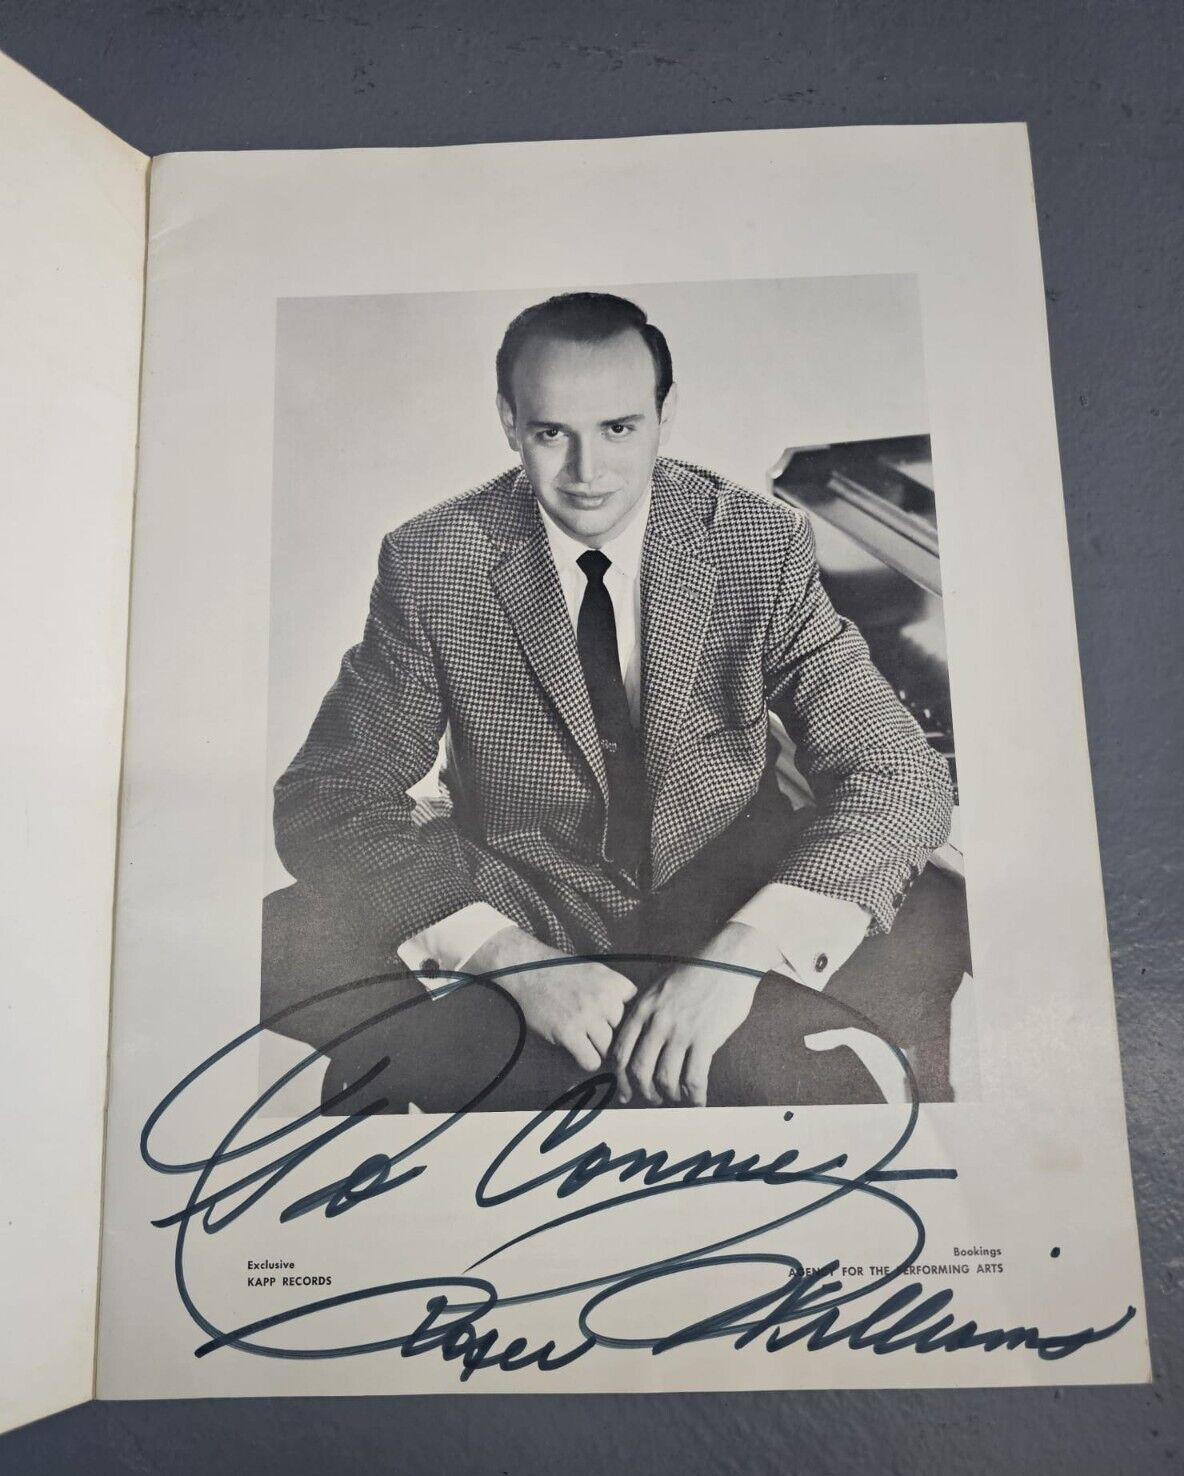 To Connie
Exclusive
KAPP RECORDS
Bookings
AGENCY FOR THE PERFORMING ARTS
Roger Williams